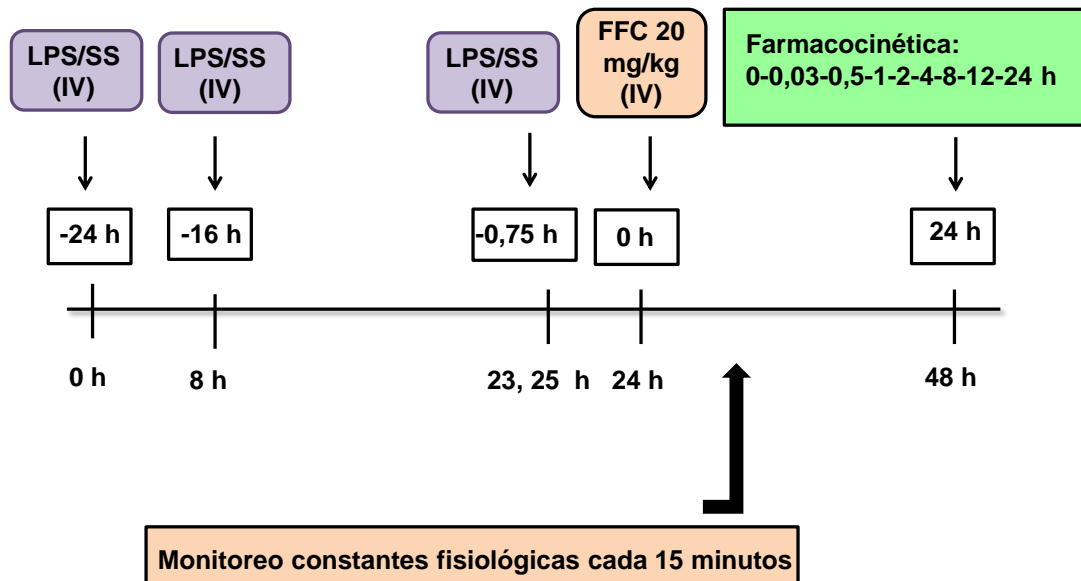 LPS/SS
(IV)
LPS/SS
(IV)
LPS/SS
(IV)
FFC 20
mg/kg
(IV)
Farmacocinética:
0-0,03-0,5-1-2-4-8-12-24 h
-24 h
-16 h
-0,75 h
0 h
24 h
0 h
8 h
23, 25 h
24 h
48 h
Monitoreo constantes fisiológicas cada 15 minutos